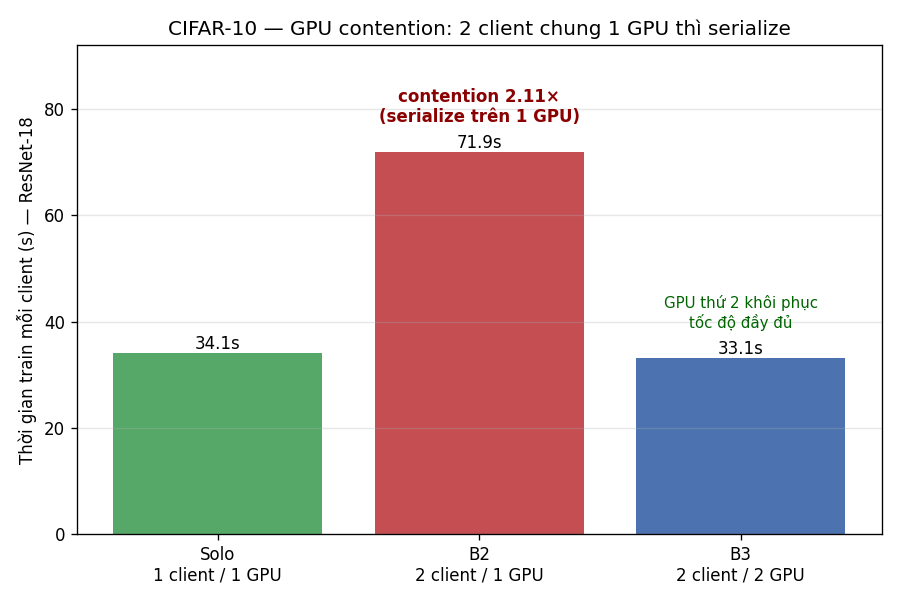 CIFAR-10 — GPU contention: 2 client chung 1 GPU thì serialize
Thời gian train mỗi client (s) — ResNet-18
80
60
40
20
0
contention 2.11×
(serialize trên 1 GPU)
71.9s
34.1s
GPU thứ 2 khôi phục
tốc độ đầy đủ
33.1s
Solo
1 client / 1 GPU
B2
2 client / 1 GPU
B3
2 client / 2 GPU